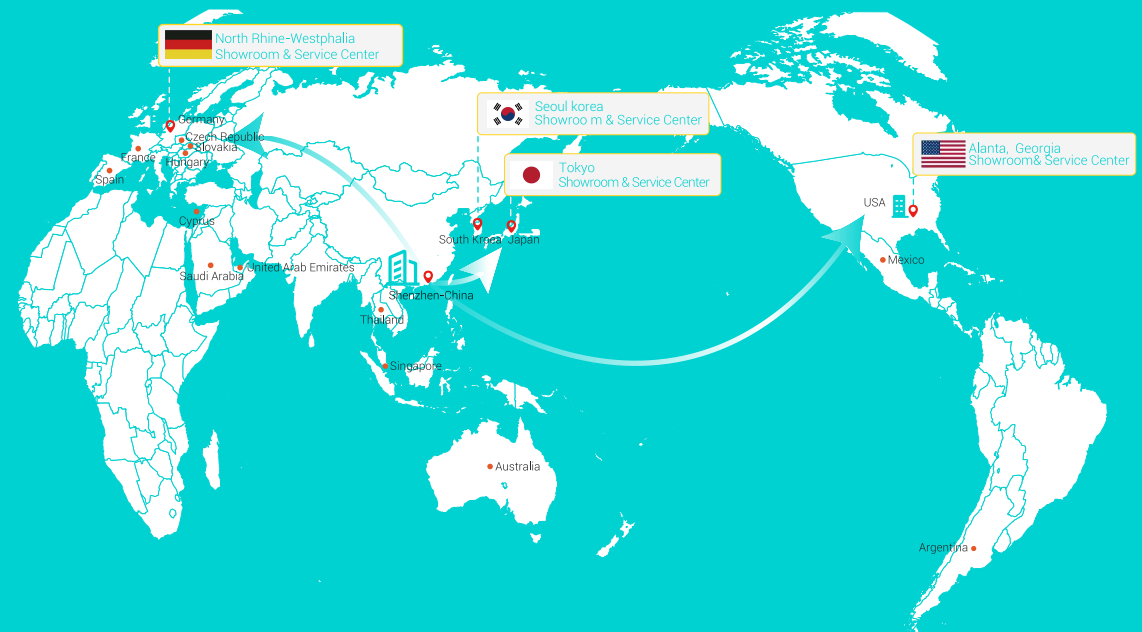 North Rhine-Westphalia
Showroom & Service Center
Seoul korea
Showroo m & Service Center
Tokyo
Showroom & Service Center
Alanta, Georgia
Showroom& Service Center
Germany
Czech Republic
Slovakia
France
Hungary
Spain
Cyprus
USA
South Krcea
Japan
Mexico
Saudi Arabia
United Arab Emirates
Shenzhen-China
Thailand
Singapore
Australia
Argentina